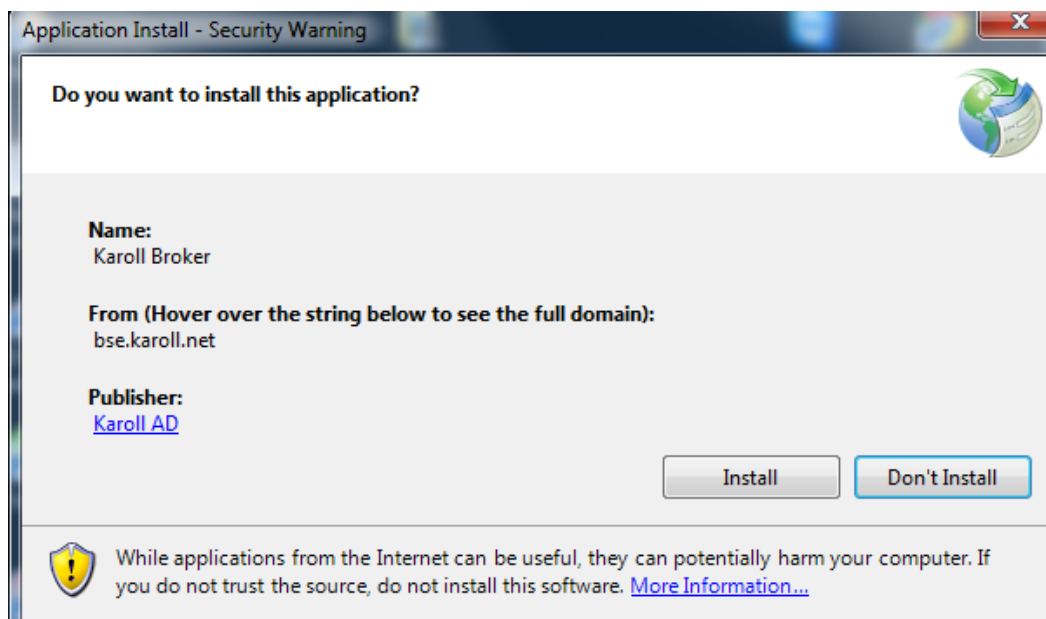 Application Install - Security Warning
Do you want to install this application?
Name:
Karoll Broker
From (Hover over the string below to see the full domain):
bse.karoll.net
Publisher:
Karoll AD
Install
Don't Install
While applications from the Internet can be useful, they can potentially harm your computer. If
you do not trust the source, do not install this software. More Information...